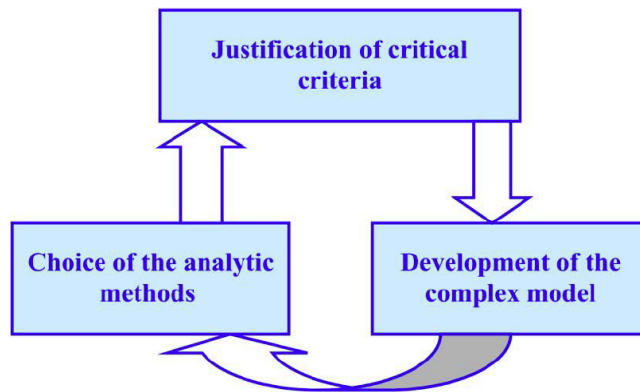 Justification of critical
criteria
Choice of the analytic
methods
Development of the
complex model